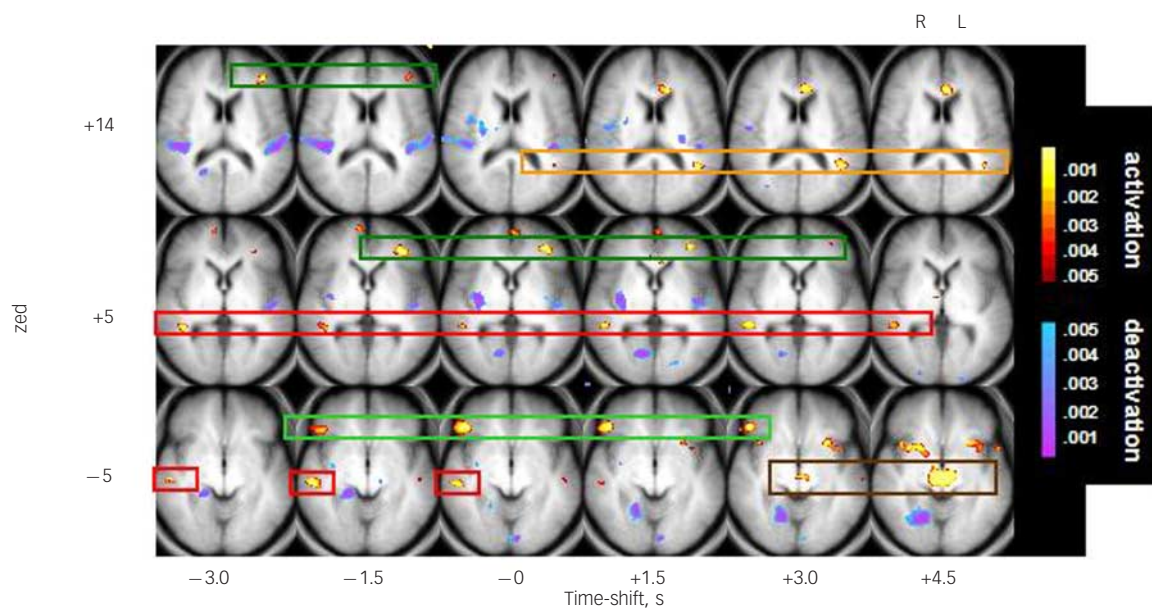 R L
+14
+5
−5
zed
.001
.002
.003
.004
.005
activation
.005
.004
.003
.002
.001
deactivation
−3.0 −1.5 −0 +1.5 +3.0 +4.5
Time-shift, s